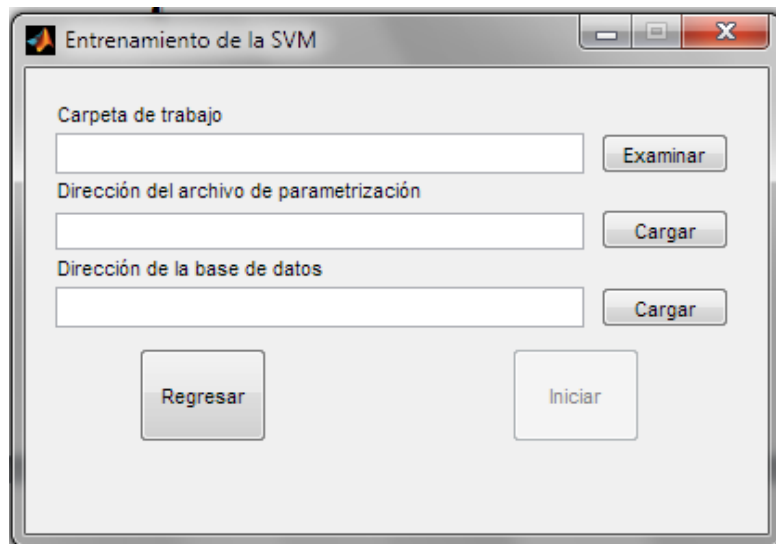 Entrenamiento de la SVM
Carpeta de trabajo
Examinar
Dirección del archivo de parametrización
Cargar
Dirección de la base de datos
Cargar
Regresar
Iniciar